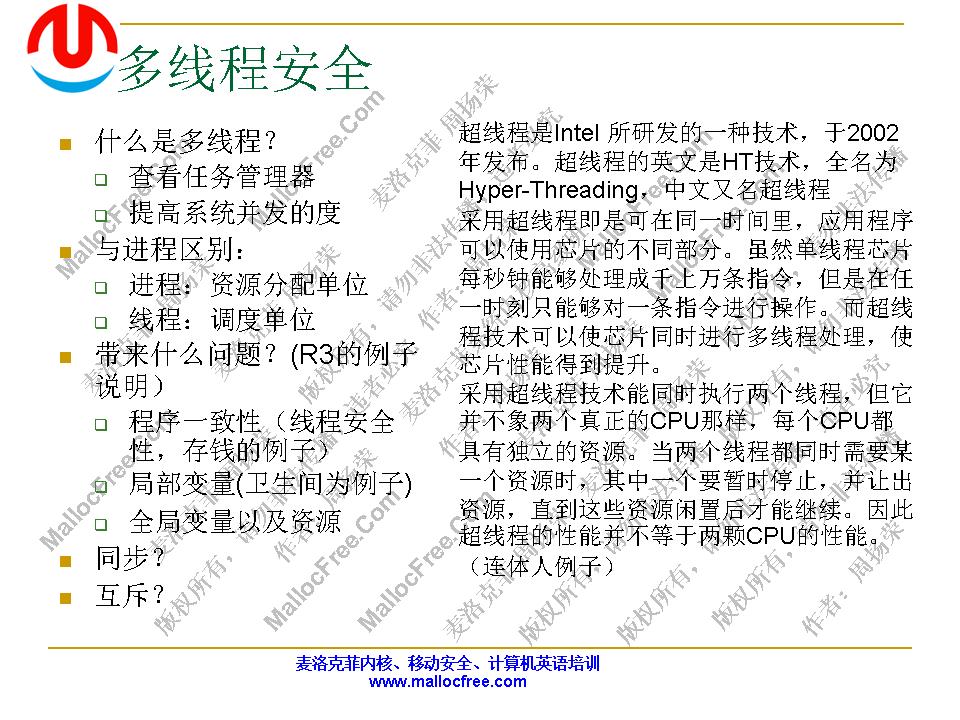 多线程安全
什么是多线程？
查看任务管理器
提高系统并发的度
与进程区别：
进程：资源分配单位
线程：调度单位
带来什么问题？(R3的例子
说明）
程序一致性（线程安全
性，存钱的例子）
局部变量(卫生间为例子)
全局变量以及资源
同步？
互斥？
超线程是Intel 所研发的一种技术，于2002
年发布。超线程的英文是HT技术，全名为
Hyper-Threading，中文又名超线程
采用超线程即是可在同一时间里，应用程序
可以使用芯片的不同部分。虽然单线程芯片
每秒钟能够处理成千上万条指令，但是在任
一时刻只能够对一条指令进行操作。而超线
程技术可以使芯片同时进行多线程处理，使
芯片性能得到提升。
采用超线程技术能同时执行两个线程，但它
并不象两个真正的CPU那样，每个CPU都
具有独立的资源。当两个线程都同时需要某
一个资源时，其中一个要暂时停止，并让出
资源，直到这些资源闲置后才能继续。因此
超线程的性能并不等于两颗CPU的性能。
（连体人例子）
麦洛克菲内核、移动安全、计算机英语培训
www.mallocfree.com